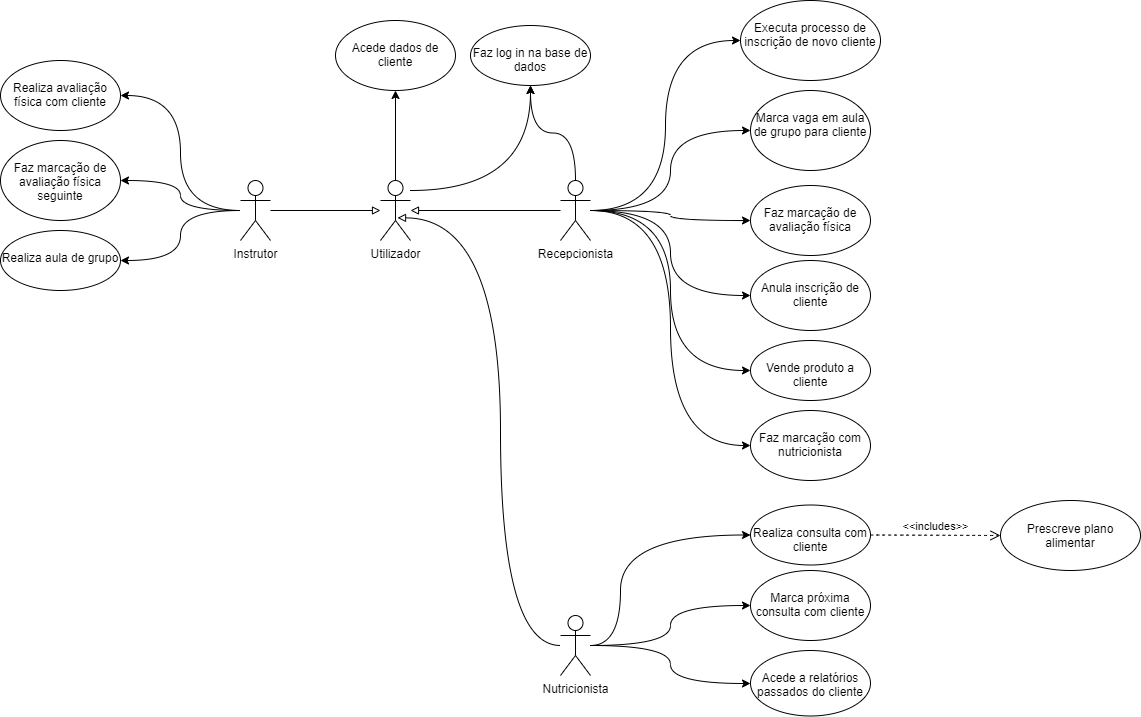 Executa processo de
inscrição de novo cliente
Acede dados de
cliente
Faz log in na base de
dados
Realiza avaliação
física com cliente
Marca vaga em aula
de grupo para cliente
Faz marcação de
avaliação física
seguinte
Realiza aula de grupo
Instrutor
Utilizador
Recepcionista
Faz marcação de
avaliação física
Anula inscrição de
cliente
Vende produto a
cliente
Faz marcação com
nutricionista
Realiza consulta com
cliente
<<includes>>
Prescreve plano
alimentar
Marca próxima
consulta com cliente
Nutricionista
Acede a relatórios
passados do cliente